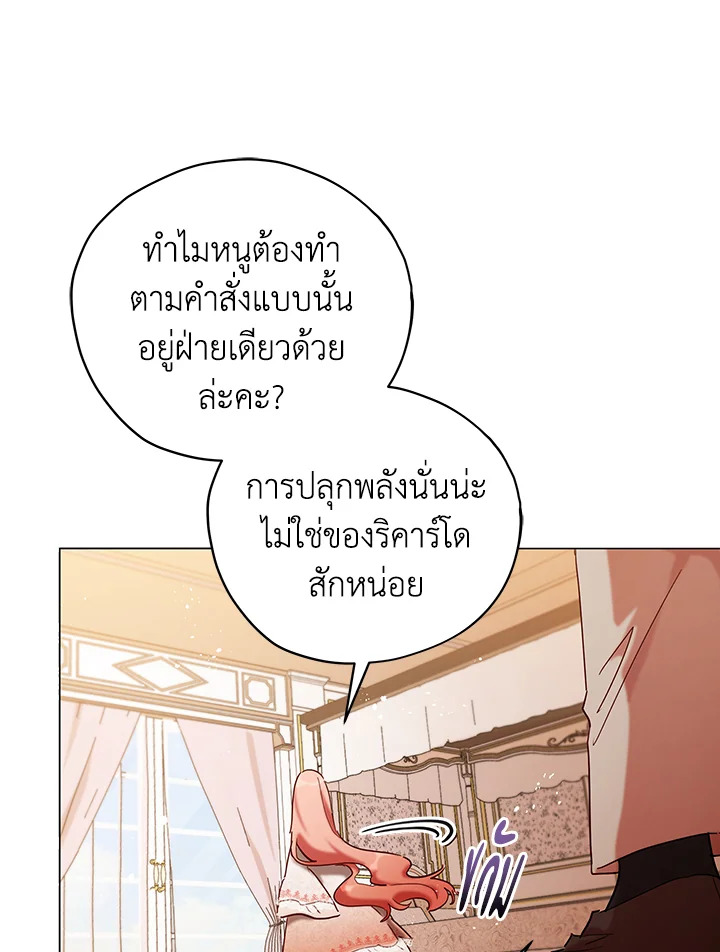 ทำไมหนูต้องทำ
ตามคำสั่งแบบนั้น
อยู่ฝ่ายเดียวด้วย
ล่ะคะ?
การปลุกพลังนั่นน่ะ
ไม่ใช่ของริคาร์โด
สักหน่อย